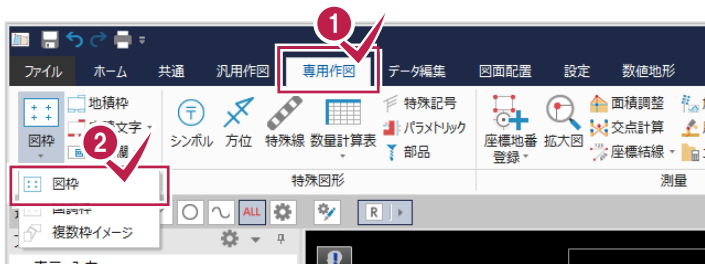 1
ファイル ホーム 共通 汎用作図 専用作図 データ編集 図面配置 設定 数値地形
地積枠 特殊記号 面積調整
文字 パラメトリック 交点計算
図枠 シンボル 方位 特殊線 数量計算表 部品 座標地番登録 拡大図 座標結線
欄
2
図枠 特殊図形 測量
複数枠イメージ
ALL R